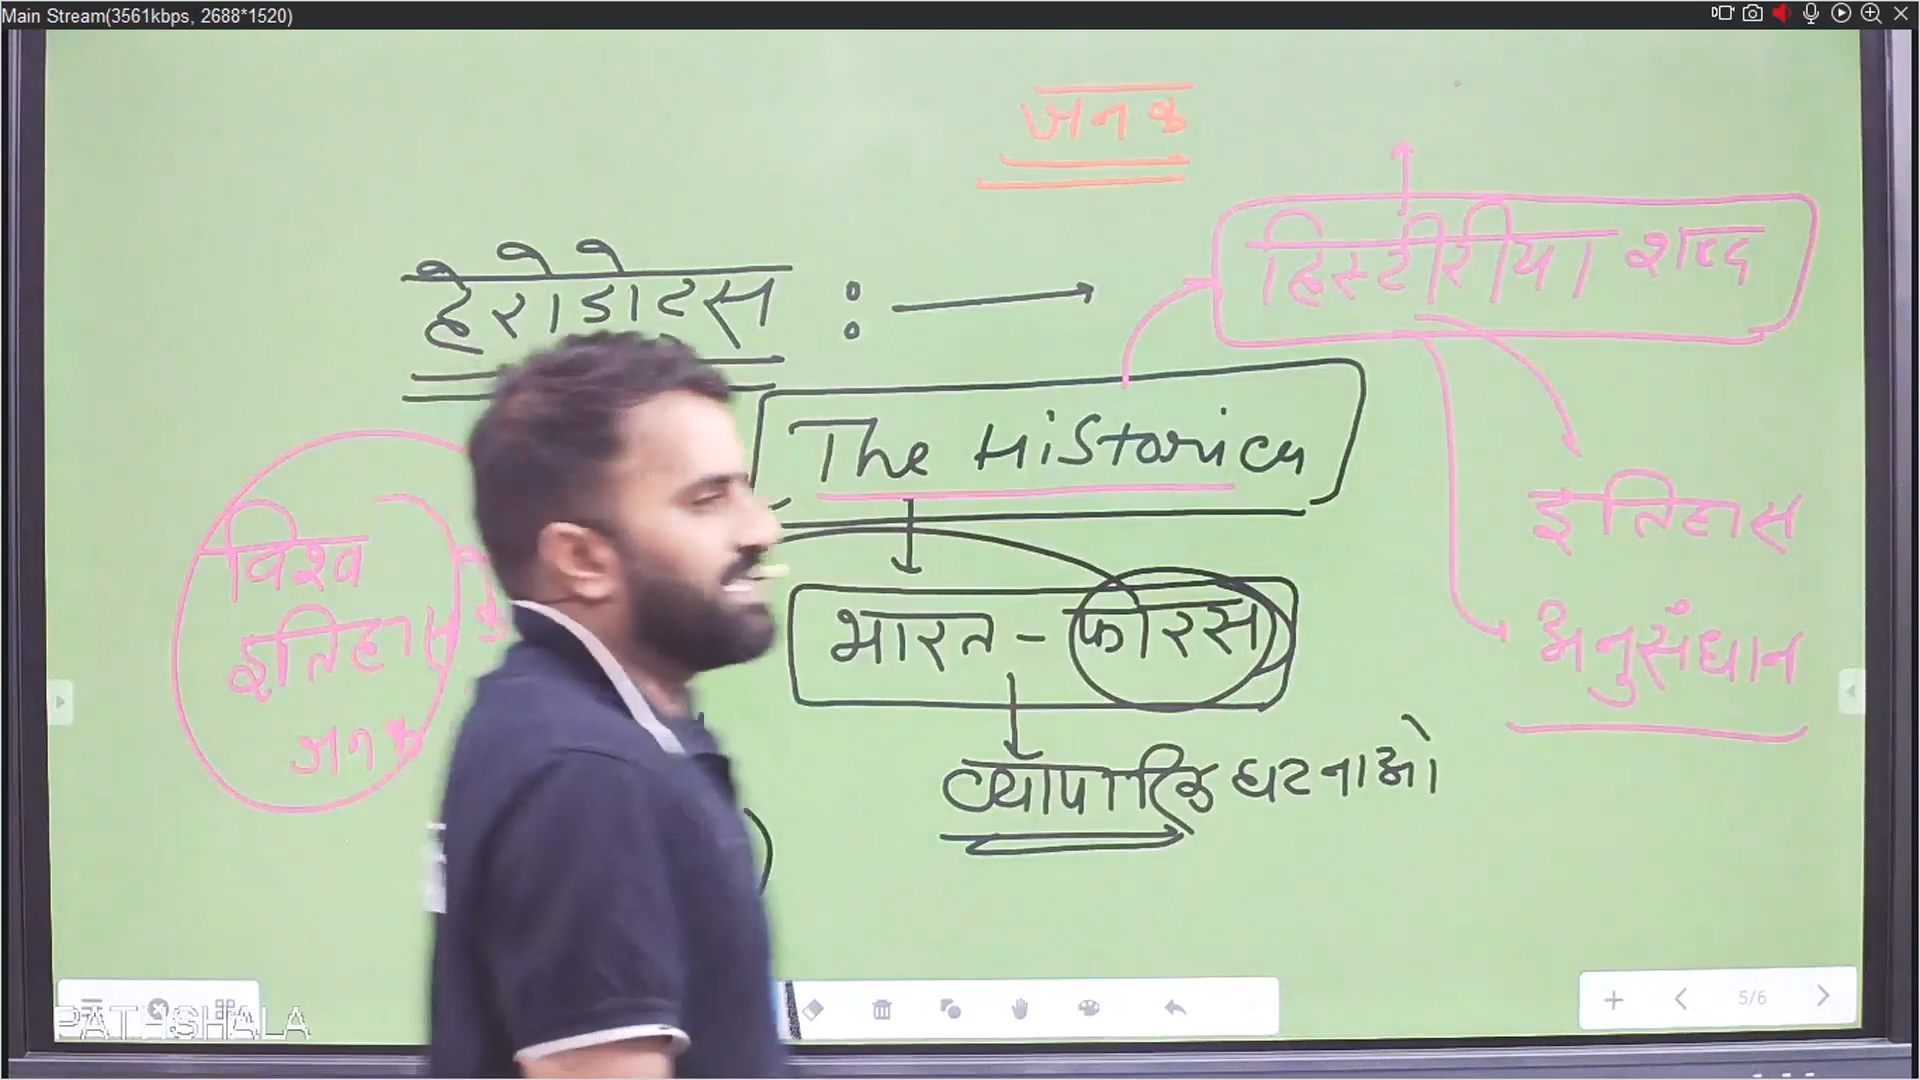 Main Stream(3561kbps, 2688*1520)
जनक
हिस्टीरीया शब्द
हेरोडोटस : →
The Historica
इतिहास
विश्व
इतिहास
जनक
भारत - फारस
अनुसंधान
व्यापारिक घटनाओ
5/6
PATHSHALA